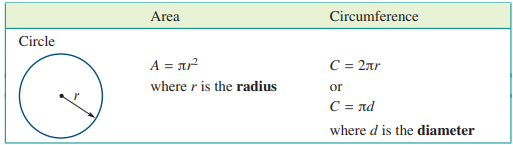 Area Circumference
Circle
A = πr² C = 2πr
where r is the radius or
r
C = πd
where d is the diameter